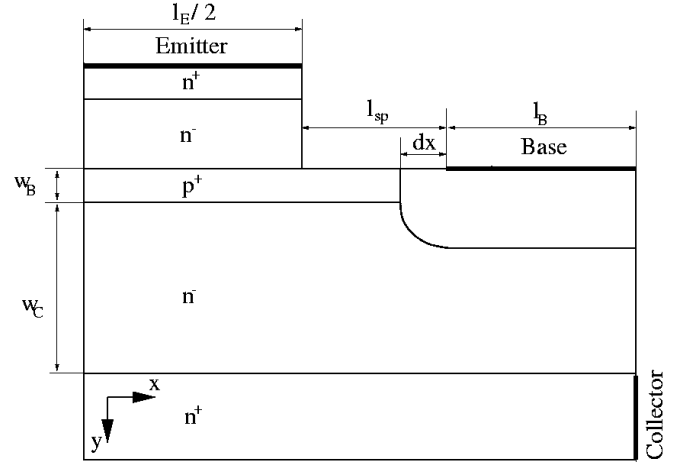 l_E / 2
Emitter
n⁺
l_sp
l_B
n⁻
dx
Base
w_B
p⁺
n⁻
w_C
x
y
n⁺
Collector